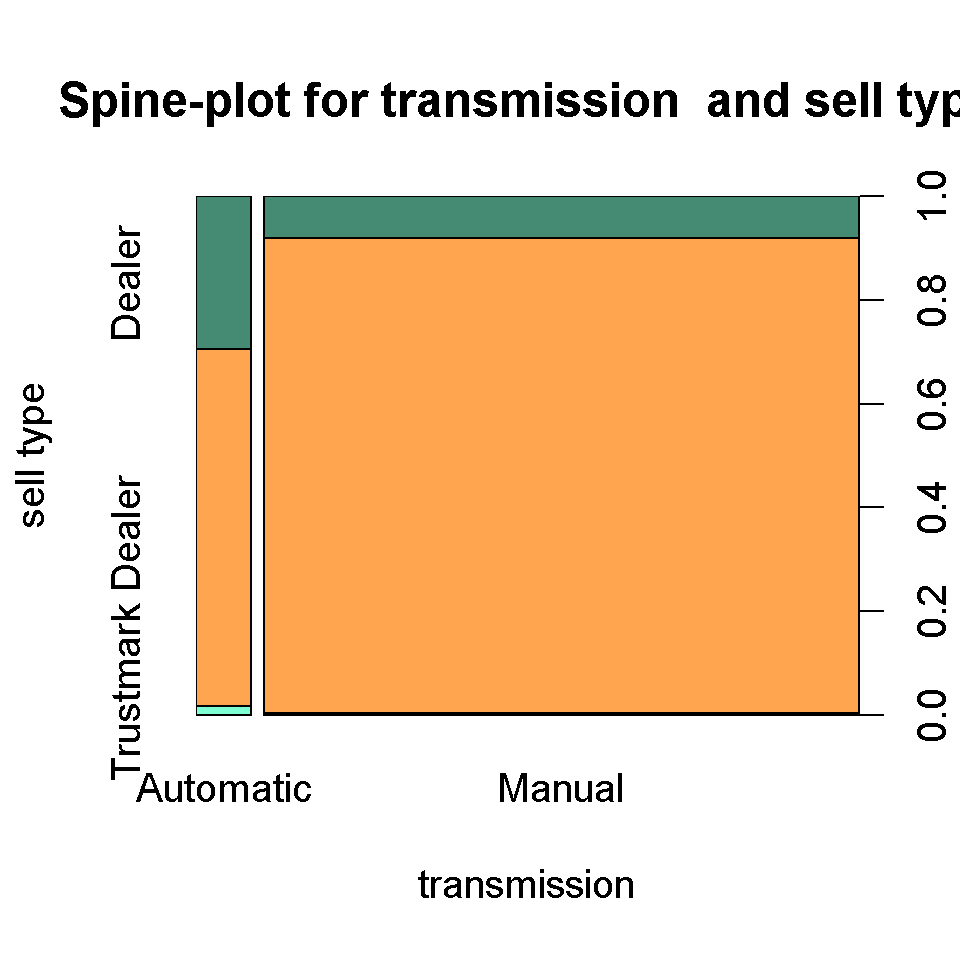 Spine-plot for transmission  and sell typ
sell type
Dealer
Trustmark Dealer
1.0
0.8
0.6
0.4
0.2
0.0
Automatic
Manual
transmission